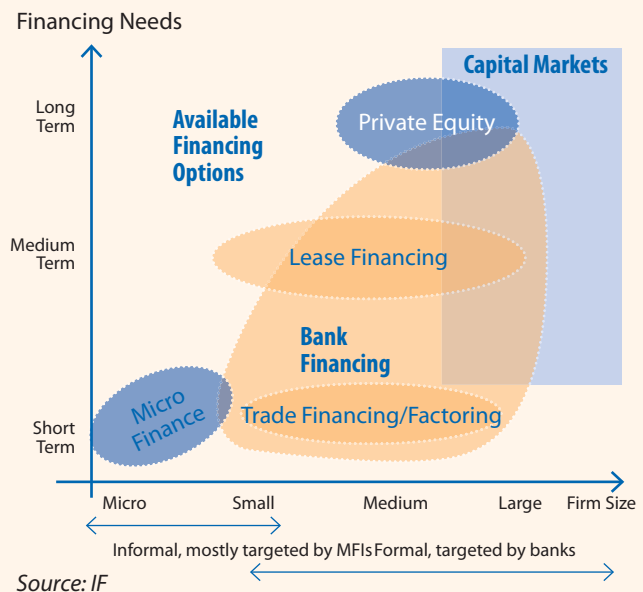 Financing Needs
Capital Markets
Long
Term
Available
Financing
Options
Private Equity
Medium
Term
Lease Financing
Bank
Financing
Micro
Finance
Trade Financing/Factoring
Short
Term
Micro Small Medium Large Firm Size
Informal, mostly targeted by MFIsFormal, targeted by banks
Source: IF